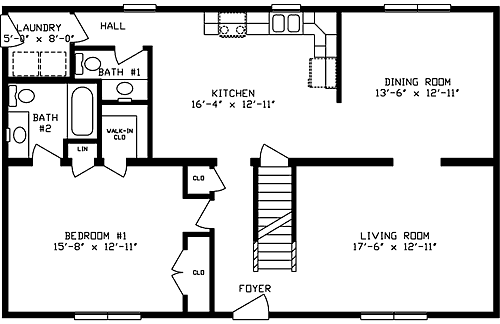 LAUNDRY
5'-0" x 8'-0"
HALL
BATH #1
KITCHEN
16'-4" x 12'-11"
DINING ROOM
13'-6" x 12'-11"
BATH
#2
WALK-IN
CLO
LIN
CLO
BEDROOM #1
15'-8" x 12'-11"
CLO
LIVING ROOM
17'-6" x 12'-11"
FOYER